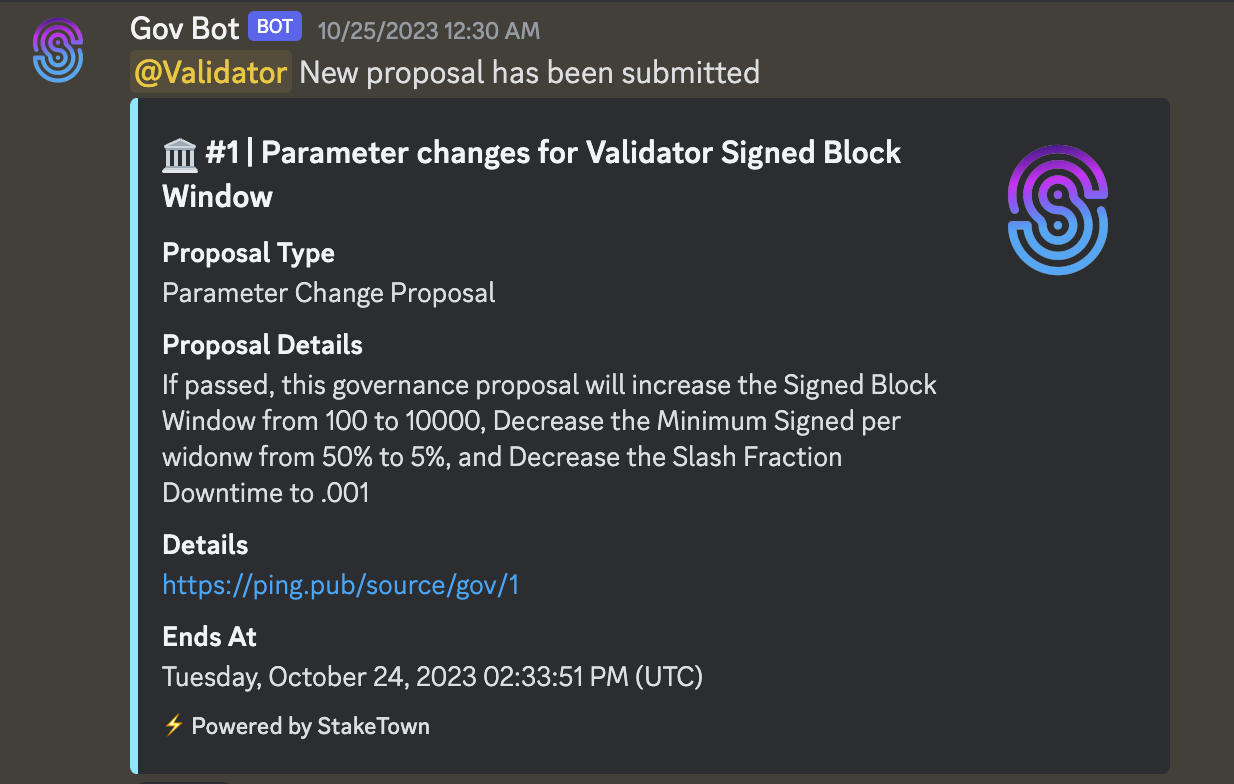 Gov Bot BOT 10/25/2023 12:30 AM
@Validator New proposal has been submitted
#1 | Parameter changes for Validator Signed Block
Window
Proposal Type
Parameter Change Proposal
Proposal Details
If passed, this governance proposal will increase the Signed Block
Window from 100 to 10000, Decrease the Minimum Signed per
widonw from 50% to 5%, and Decrease the Slash Fraction
Downtime to .001
Details
https://ping.pub/source/gov/1
Ends At
Tuesday, October 24, 2023 02:33:51 PM (UTC)
⚡ Powered by StakeTown